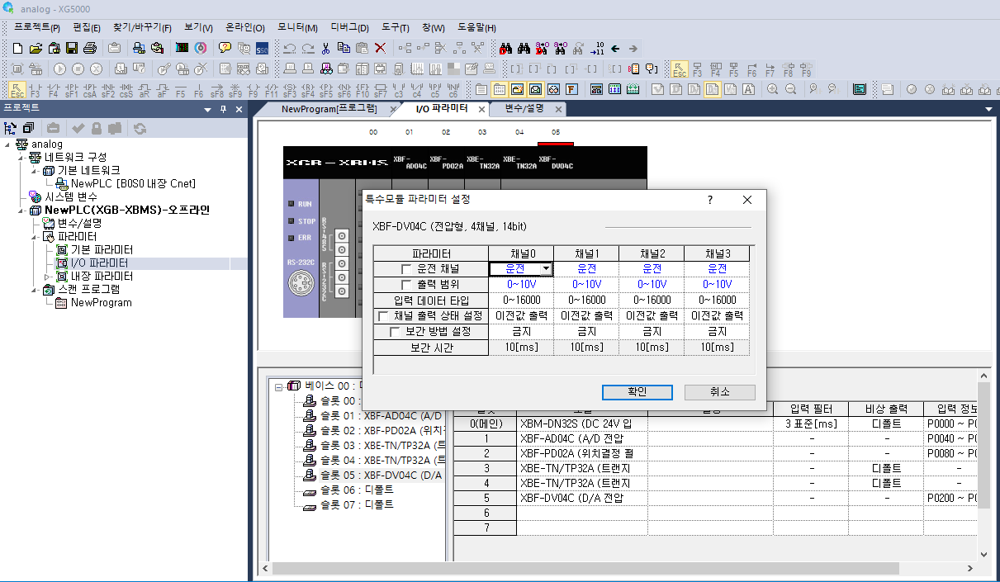 analog - XG5000
프로젝트(P) 편집(E) 찾기/바꾸기(F) 보기(V) 온라인(O) 모니터(M) 디버그(D) 도구(T) 창(W) 도움말(H)
Esc F3 F4 sF1 csA sF2 csS aR aF F5 F6 sF8 sF9 F9 F11 sF3 sF4 sF5 sF6 F10 sF7 c3 c4 c5 c6
Esc F3 F4 F5 F6 F7 F8 F9
프로젝트
analog
네트워크 구성
기본 네트워크
NewPLC [B0S0 내장 Cnet]
시스템 변수
NewPLC(XGB-XBMS)-오프라인
변수/설명
파라미터
기본 파라미터
I/O 파라미터
내장 파라미터
스캔 프로그램
NewProgram
NewProgram[프로그램] I/O 파라미터 변수/설명
00 01 02 03 04 05
XGB-XBMS XBF-AD04C XBF-PD02A XBE-TN32A XBE-TN32A XBF-DV04C
RUN
STOP
ERR
RS-232C
RS-485
RS-232C
특수모듈 파라미터 설정 ?
XBF-DV04C (전압형, 4채널, 14bit)
파라미터 채널0 채널1 채널2 채널3
운전 채널 운전 운전 운전 운전
출력 범위 0~10V 0~10V 0~10V 0~10V
입력 데이터 타입 0~16000 0~16000 0~16000 0~16000
채널 출력 상태 설정 이전값 출력 이전값 출력 이전값 출력 이전값 출력
보간 방법 설정 금지 금지 금지 금지
보간 시간 10[ms] 10[ms] 10[ms] 10[ms]
확인 취소
베이스 00 :
슬롯 00 :
슬롯 01 : XBF-AD04C (A/D
슬롯 02 : XBF-PD02A (위치
슬롯 03 : XBE-TN/TP32A (트
슬롯 04 : XBE-TN/TP32A (트
슬롯 05 : XBF-DV04C (D/A
슬롯 06 : 디폴트
슬롯 07 : 디폴트
입력 필터 비상 출력 입력 정보
0(메인) XBM-DN32S (DC 24V 입 3 표준[ms] 디폴트 P0000 ~ P0
1 XBF-AD04C (A/D 전압 - - P0040 ~ P0
2 XBF-PD02A (위치결정 펄 - - P0080 ~ P0
3 XBE-TN/TP32A (트랜지 - 디폴트 -
4 XBE-TN/TP32A (트랜지 - 디폴트 -
5 XBF-DV04C (D/A 전압 - - P0200 ~ P0
6
7